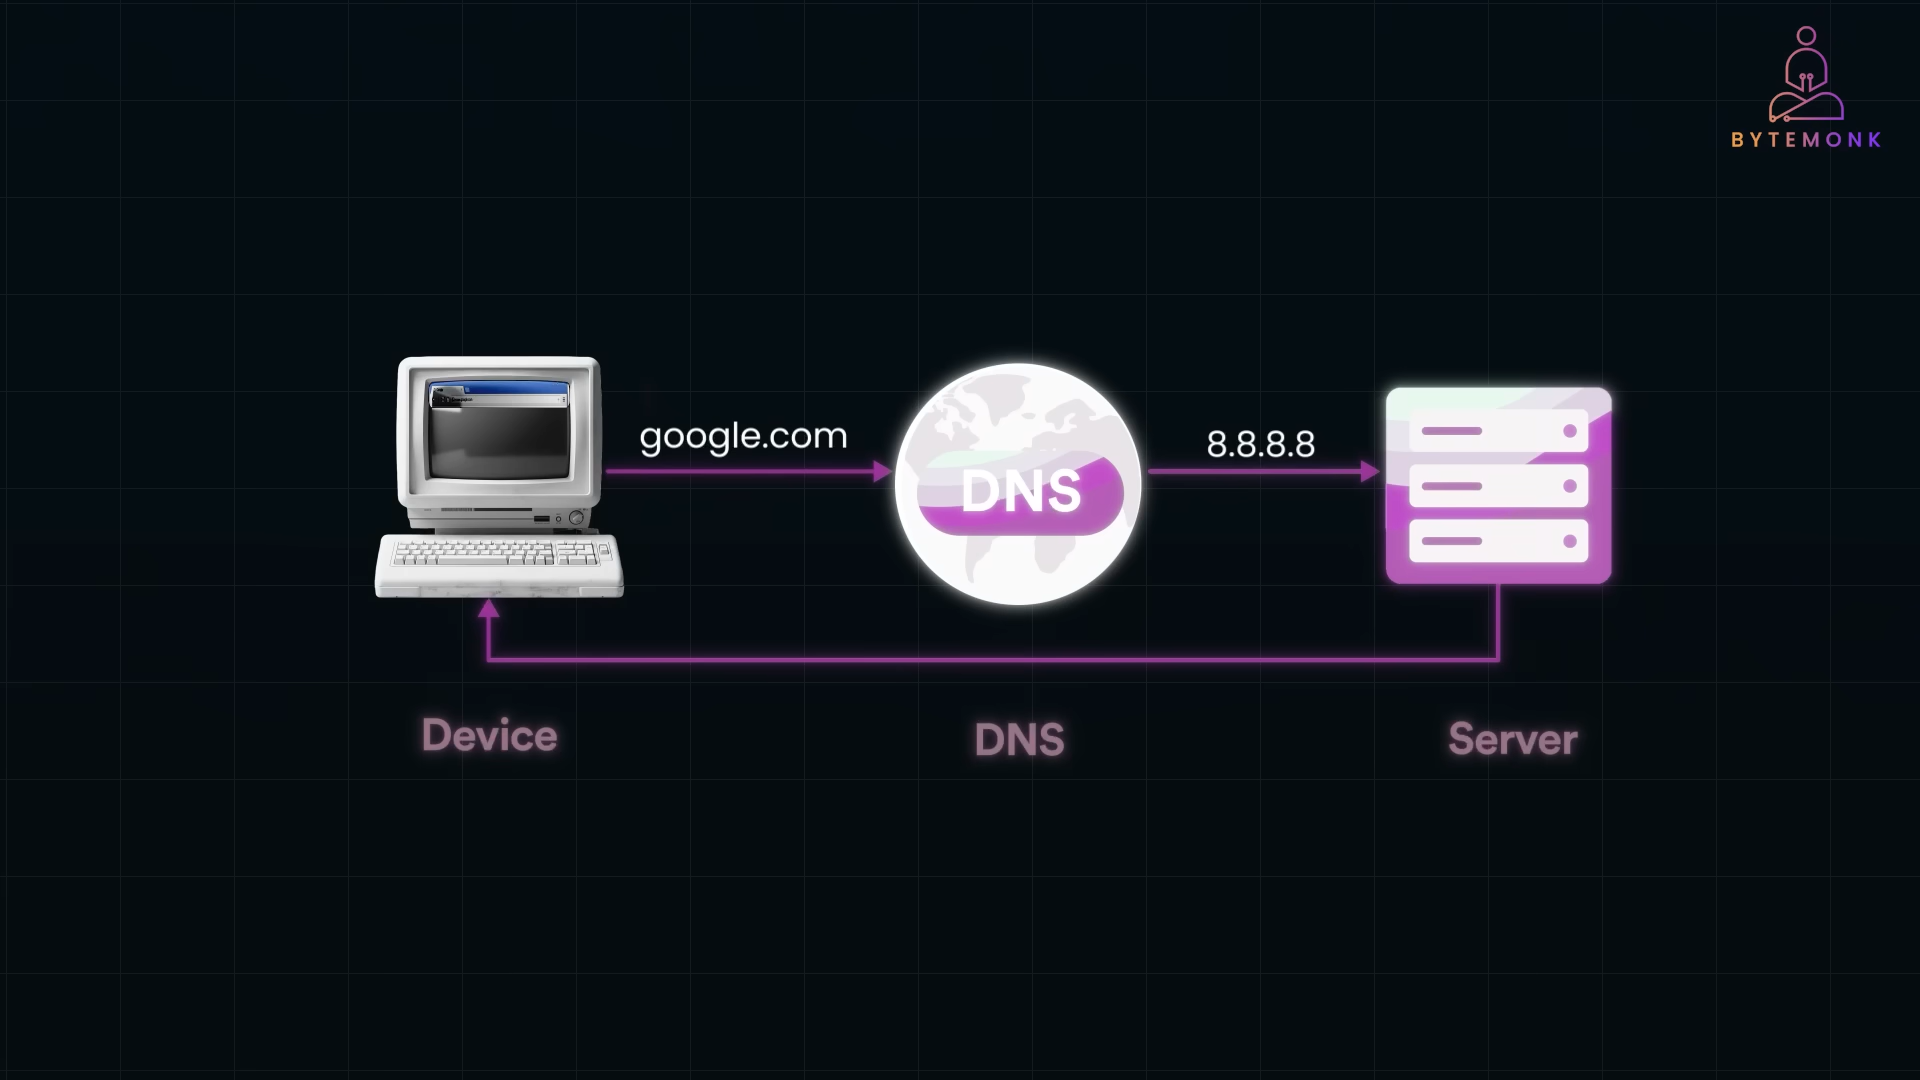 BYTEMONK
google.com
8.8.8.8
DNS
Device
DNS
Server